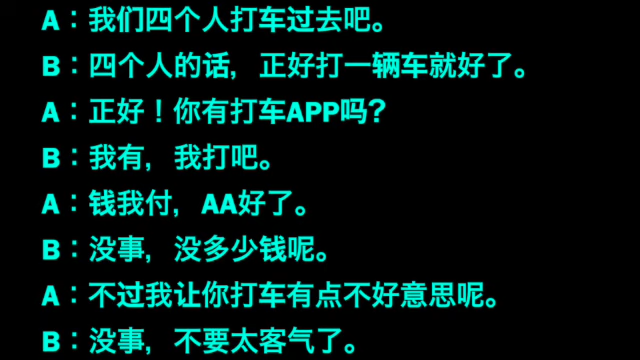 A：我们四个人打车过去吧。
B：四个人的话，正好打一辆车就好了。
A：正好！你有打车APP吗？
B：我有，我打吧。
A：钱我付，AA好了。
B：没事，没多少钱呢。
A：不过我让你打车有点不好意思呢。
B：没事，不要太客气了。